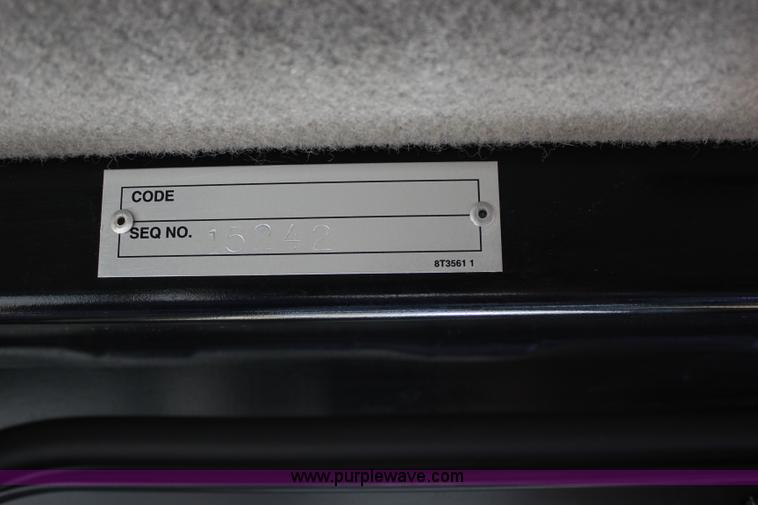 CODE
SEQ NO. 15242
8T3561 1
www.purplewave.com